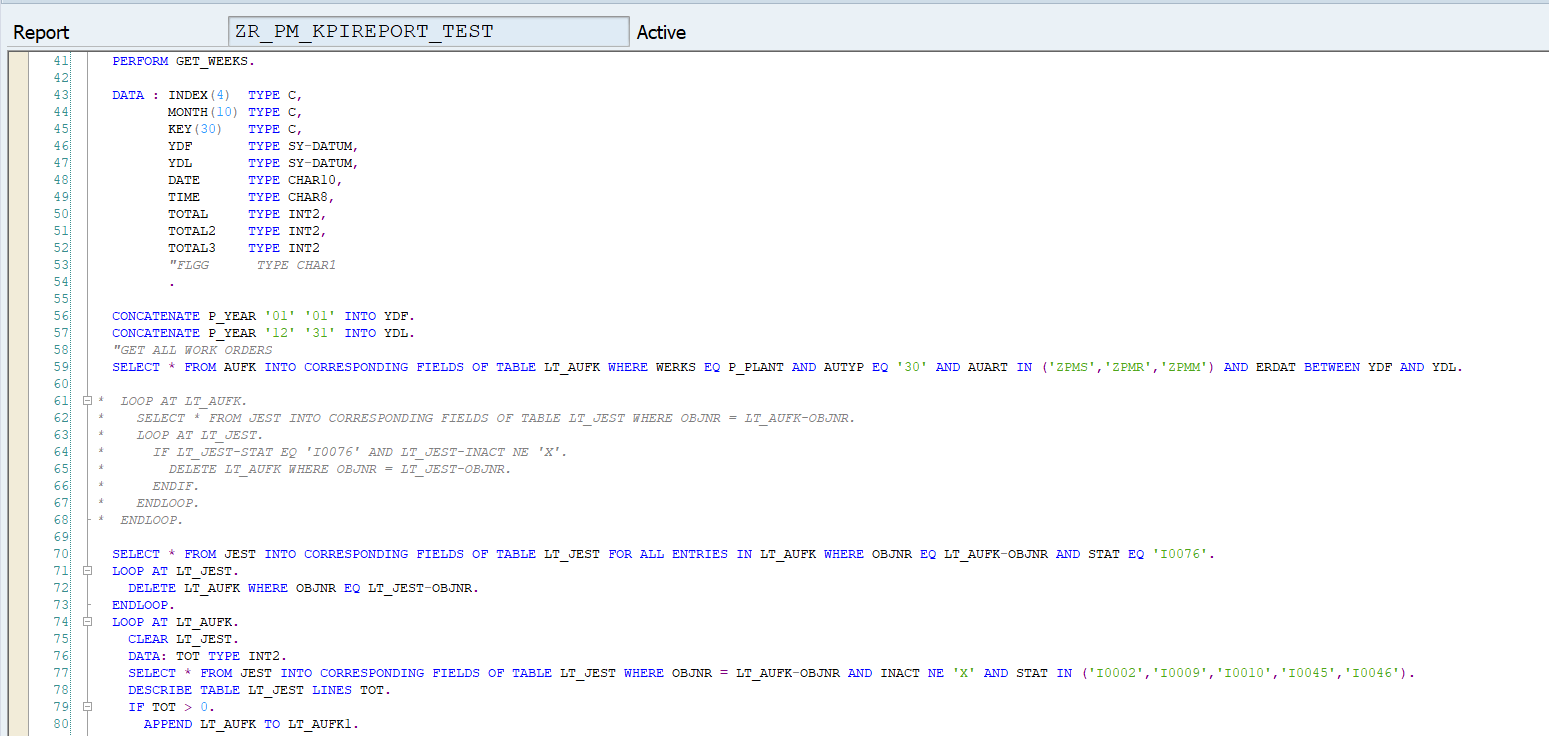 Report ZR_PM_KPIREPORT_TEST Active
41 PERFORM GET_WEEKS.
42
43 DATA : INDEX(4) TYPE C,
44 MONTH(10) TYPE C,
45 KEY(30) TYPE C,
46 YDF TYPE SY-DATUM,
47 YDL TYPE SY-DATUM,
48 DATE TYPE CHAR10,
49 TIME TYPE CHAR8,
50 TOTAL TYPE INT2,
51 TOTAL2 TYPE INT2,
52 TOTAL3 TYPE INT2
53 "FLGG TYPE CHAR1
54 .
55
56 CONCATENATE P_YEAR '01' '01' INTO YDF.
57 CONCATENATE P_YEAR '12' '31' INTO YDL.
58 "GET ALL WORK ORDERS
59 SELECT * FROM AUFK INTO CORRESPONDING FIELDS OF TABLE LT_AUFK WHERE WERKS EQ P_PLANT AND AUTYP EQ '30' AND AUART IN ('ZPMS','ZPMR','ZPMM') AND ERDAT BETWEEN YDF AND YDL.
60
61 * LOOP AT LT_AUFK.
62 * SELECT * FROM JEST INTO CORRESPONDING FIELDS OF TABLE LT_JEST WHERE OBJNR = LT_AUFK-OBJNR.
63 * LOOP AT LT_JEST.
64 * IF LT_JEST-STAT EQ 'I0076' AND LT_JEST-INACT NE 'X'.
65 * DELETE LT_AUFK WHERE OBJNR = LT_JEST-OBJNR.
66 * ENDIF.
67 * ENDLOOP.
68 * ENDLOOP.
69
70 SELECT * FROM JEST INTO CORRESPONDING FIELDS OF TABLE LT_JEST FOR ALL ENTRIES IN LT_AUFK WHERE OBJNR EQ LT_AUFK-OBJNR AND STAT EQ 'I0076'.
71 LOOP AT LT_JEST.
72 DELETE LT_AUFK WHERE OBJNR EQ LT_JEST-OBJNR.
73 ENDLOOP.
74 LOOP AT LT_AUFK.
75 CLEAR LT_JEST.
76 DATA: TOT TYPE INT2.
77 SELECT * FROM JEST INTO CORRESPONDING FIELDS OF TABLE LT_JEST WHERE OBJNR = LT_AUFK-OBJNR AND INACT NE 'X' AND STAT IN ('I0002','I0009','I0010','I0045','I0046').
78 DESCRIBE TABLE LT_JEST LINES TOT.
79 IF TOT > 0.
80 APPEND LT_AUFK TO LT_AUFK1.